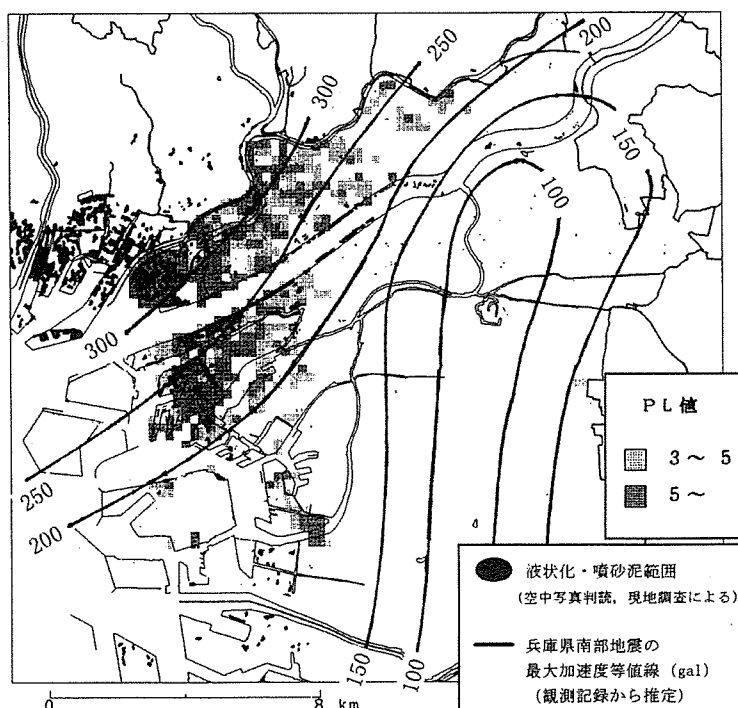 250
200
300
150
100
300
250
200
PL値
3～ 5
5～
液状化・噴砂泥範囲
(空中写真判読, 現地調査による)
兵庫県南部地震の
最大加速度等値線 (gal)
(観測記録から推定)
150
100
0 8 km